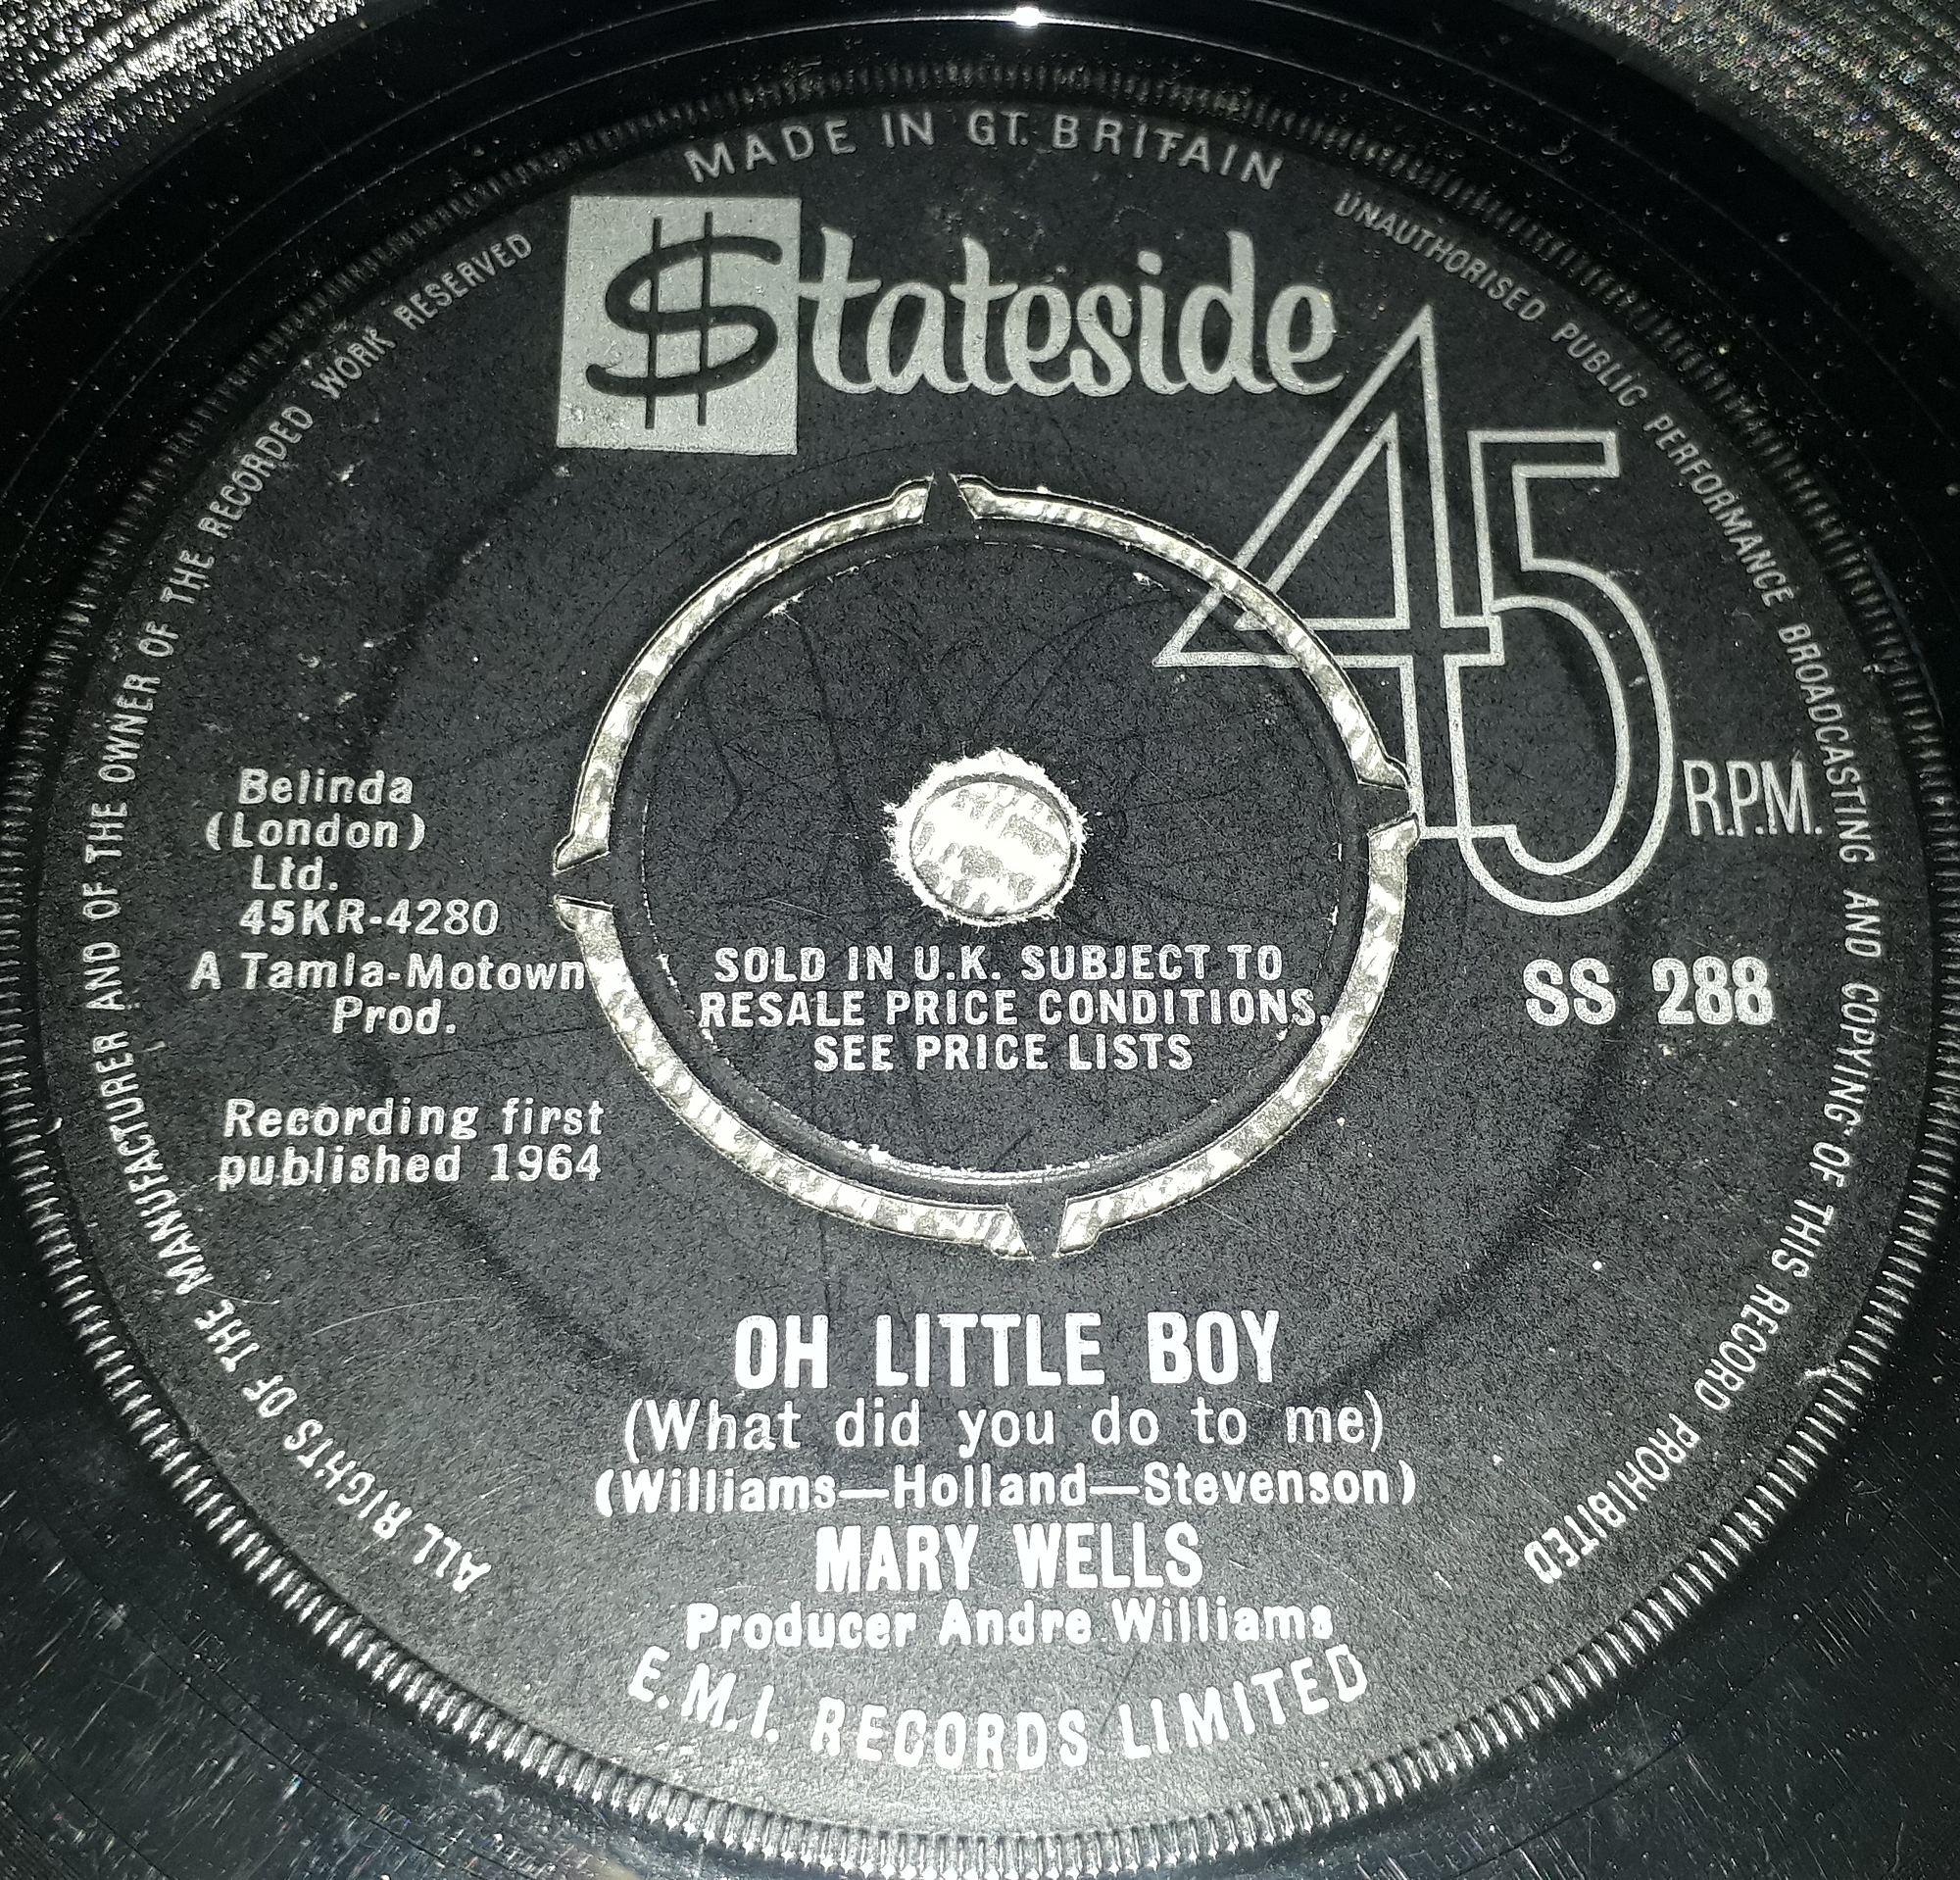 MADE IN GT. BRITAIN
UNAUTHORISED PUBLIC PERFORMANCE BROADCASTING AND COPYING OF THIS RECORD PROHIBITED
ALL RIGHTS OF THE MANUFACTURER AND OF THE OWNER OF THE RECORDED WORK RESERVED
$tateside
45
R.P.M.
Belinda
(London)
Ltd.
45KR-4280
A Tamla-Motown
Prod.
Recording first
published 1964
SOLD IN U.K. SUBJECT TO
RESALE PRICE CONDITIONS,
SEE PRICE LISTS
SS 288
OH LITTLE BOY
(What did you do to me)
(Williams—Holland—Stevenson)
MARY WELLS
Producer Andre Williams
E.M.I. RECORDS LIMITED